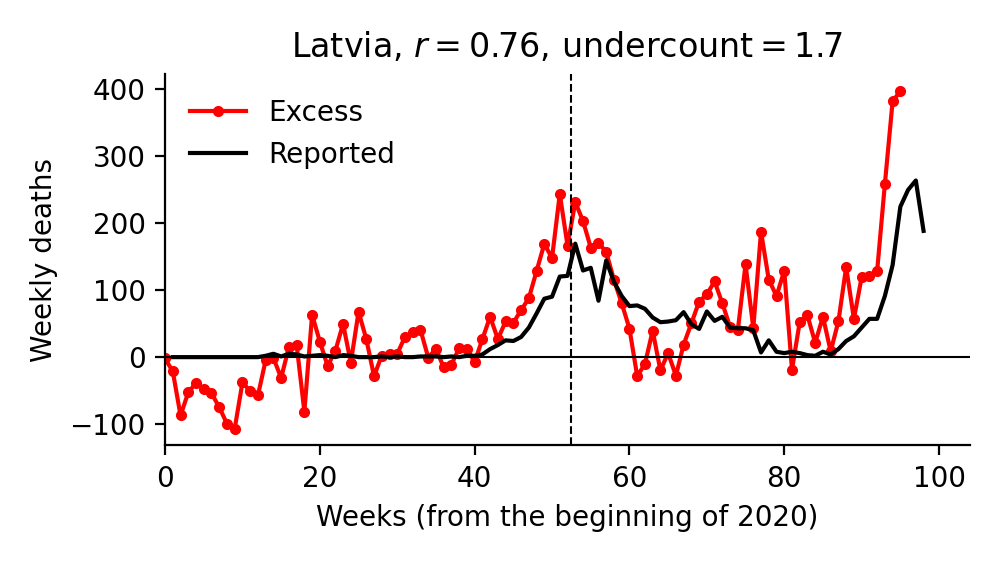 Latvia, r = 0.76, undercount = 1.7
Excess
Reported
Weekly deaths
400
300
200
100
0
−100
0 20 40 60 80 100
Weeks (from the beginning of 2020)